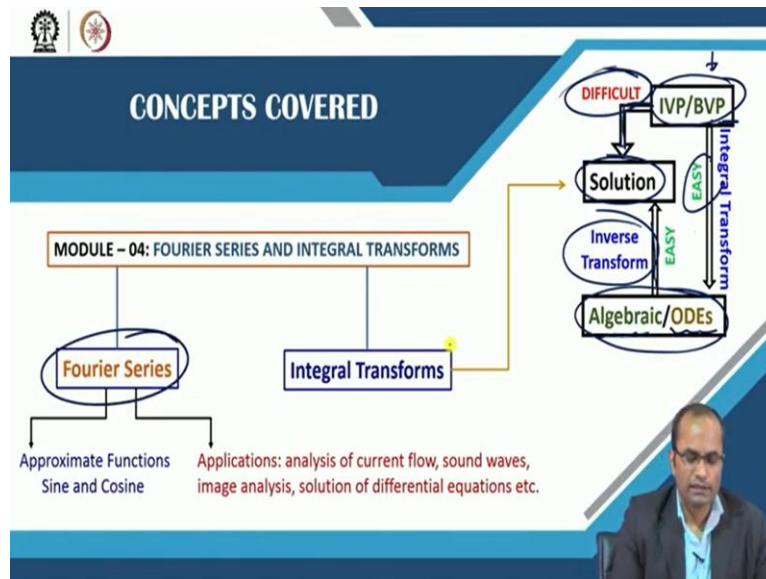 CONCEPTS COVERED
MODULE – 04: FOURIER SERIES AND INTEGRAL TRANSFORMS
Fourier Series
Integral Transforms
Approximate Functions
Sine and Cosine
Applications: analysis of current flow, sound waves,
image analysis, solution of differential equations etc.
DIFFICULT
IVP/BVP
Solution
EASY
Integral Transform
Inverse
Transform
EASY
Algebraic/ODEs